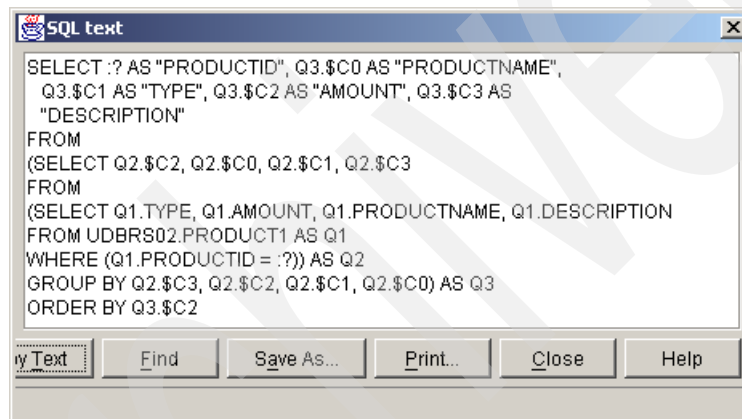 SQL text
SELECT :? AS "PRODUCTID", Q3.$C0 AS "PRODUCTNAME",
Q3.$C1 AS "TYPE", Q3.$C2 AS "AMOUNT", Q3.$C3 AS
"DESCRIPTION"
FROM
(SELECT Q2.$C2, Q2.$C0, Q2.$C1, Q2.$C3
FROM
(SELECT Q1.TYPE, Q1.AMOUNT, Q1.PRODUCTNAME, Q1.DESCRIPTION
FROM UDBRS02.PRODUCT1 AS Q1
WHERE (Q1.PRODUCTID = :?)) AS Q2
GROUP BY Q2.$C3, Q2.$C2, Q2.$C1, Q2.$C0) AS Q3
ORDER BY Q3.$C2
Text Find Save As... Print... Close Help